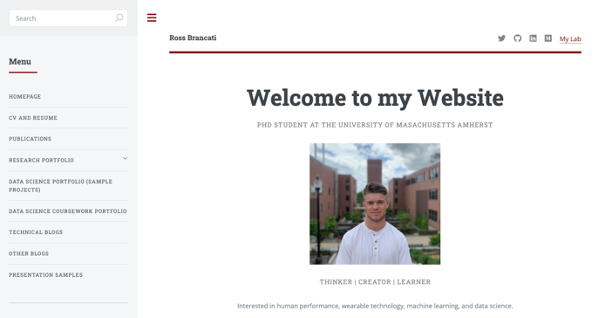 Search
Menu
HOMEPAGE
CV AND RESUME
PUBLICATIONS
RESEARCH PORTFOLIO
DATA SCIENCE PORTFOLIO (SAMPLE
PROJECTS)
DATA SCIENCE COURSEWORK PORTFOLIO
TECHNICAL BLOGS
OTHER BLOGS
PRESENTATION SAMPLES
Ross Brancati
My Lab
Welcome to my Website
PHD STUDENT AT THE UNIVERSITY OF MASACHUSETTS AMHERST
THINKER | CREATOR | LEARNER
Interested in human performance, wearable technology, machine learning, and data science.